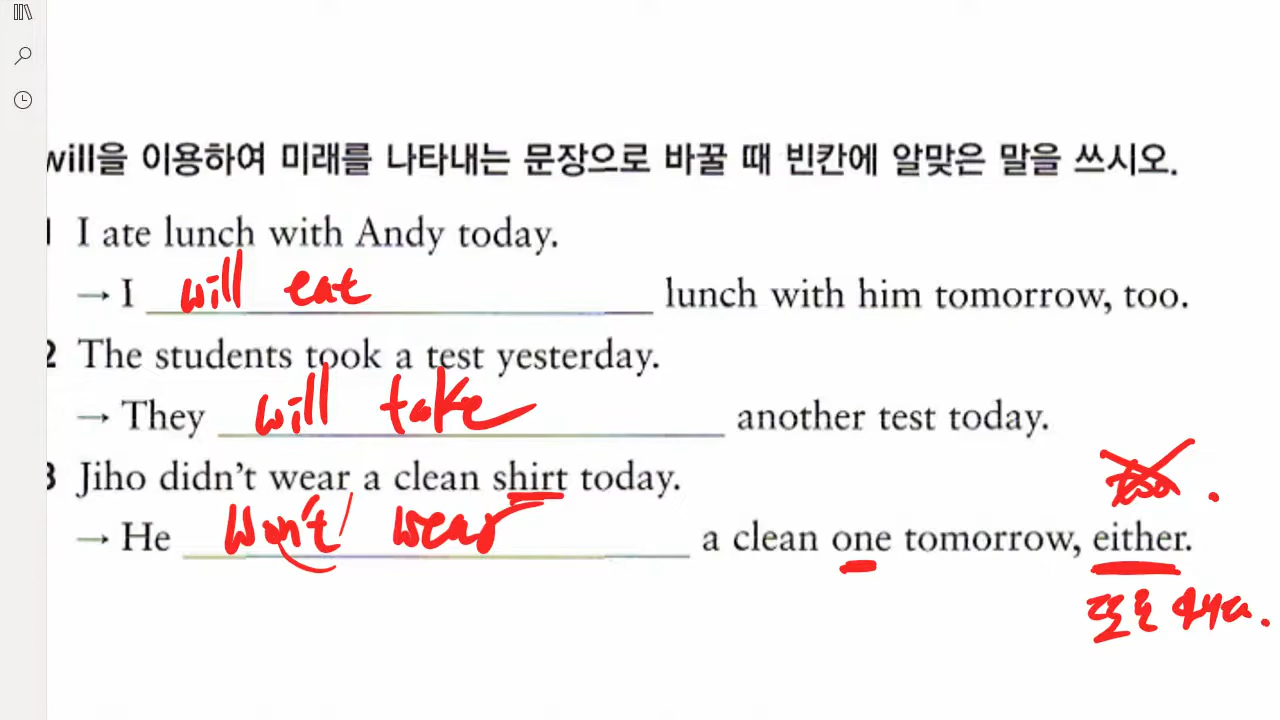 will을 이용하여 미래를 나타내는 문장으로 바꿀 때 빈칸에 알맞은 말을 쓰시오.
1 I ate lunch with Andy today.
→ I will eat lunch with him tomorrow, too.
2 The students took a test yesterday.
→ They will take another test today.
3 Jiho didn't wear a clean shirt today.
too.
→ He won't wear a clean one tomorrow, either.
또한 아니다.